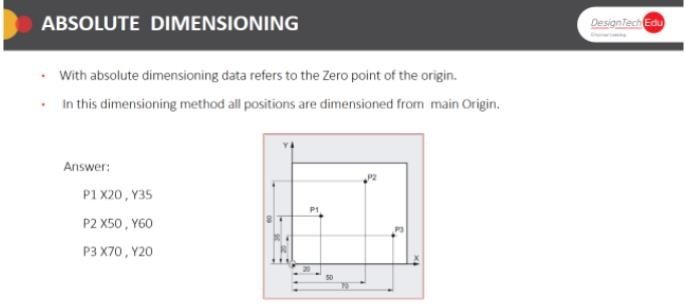 ABSOLUTE DIMENSIONING
DesignTech Edu
• With absolute dimensioning data refers to the Zero point of the origin.
• In this dimensioning method all positions are dimensioned from main Origin.
Answer:
P1 X20 , Y35
P2 X50 , Y60
P3 X70 , Y20
Y
P2
P1
P3
60
35
20
X
20
50
70